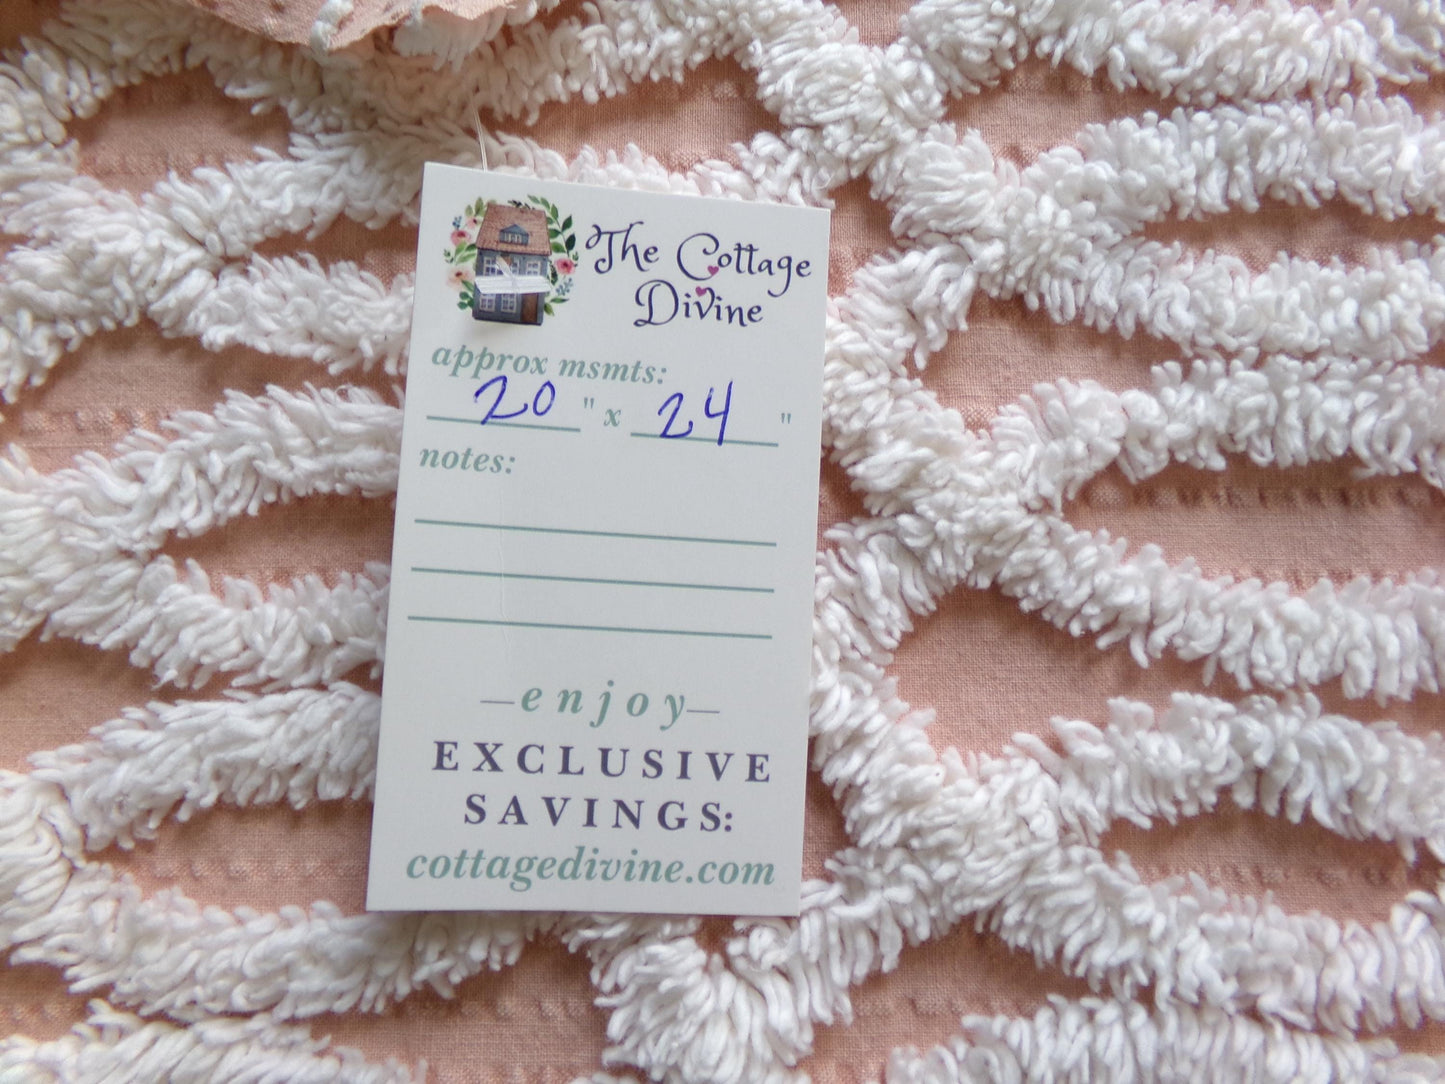 The Cottage
Divine
approx msmts:
20 " x 24 "
notes:
—enjoy—
EXCLUSIVE
SAVINGS:
cottagedivine.com